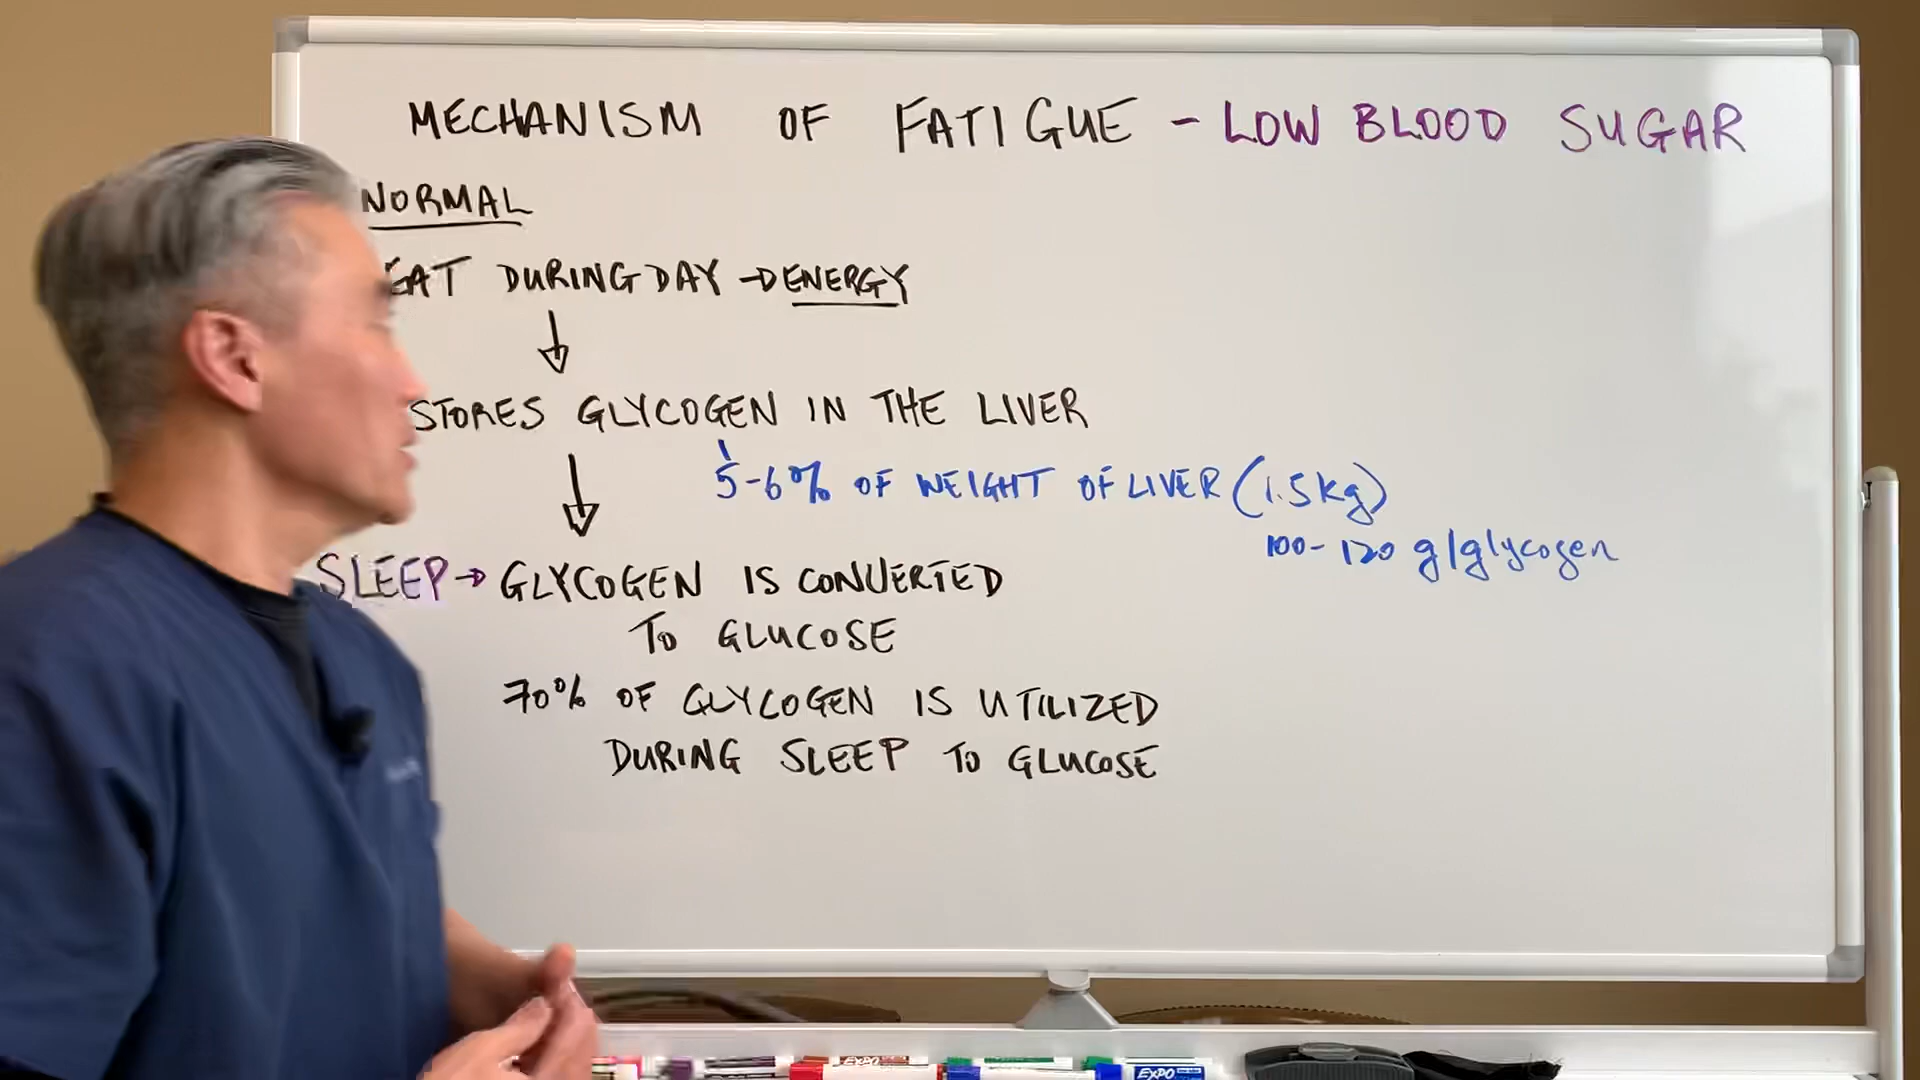 MECHANISM OF FATIGUE - LOW BLOOD SUGAR
NORMAL
EAT DURING DAY → ENERGY
↓
STORES GLYCOGEN IN THE LIVER
5-6% OF WEIGHT OF LIVER (1.5kg)
100-120 g/glycogen
↓
SLEEP → GLYCOGEN IS CONVERTED
TO GLUCOSE
70% OF GLYCOGEN IS UTILIZED
DURING SLEEP TO GLUCOSE
EXPO
EXPO